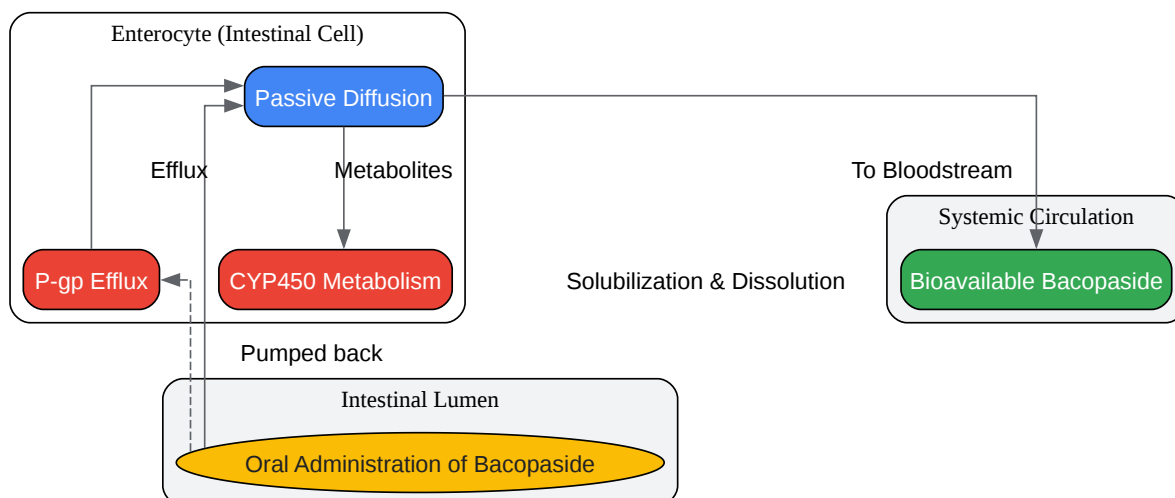 Enterocyte (Intestinal Cell)
Passive Diffusion
Efflux
Metabolites
To Bloodstream
Systemic Circulation
P-gp Efflux
CYP450 Metabolism
Solubilization & Dissolution
Bioavailable Bacopaside
Pumped back
Intestinal Lumen
Oral Administration of Bacopaside